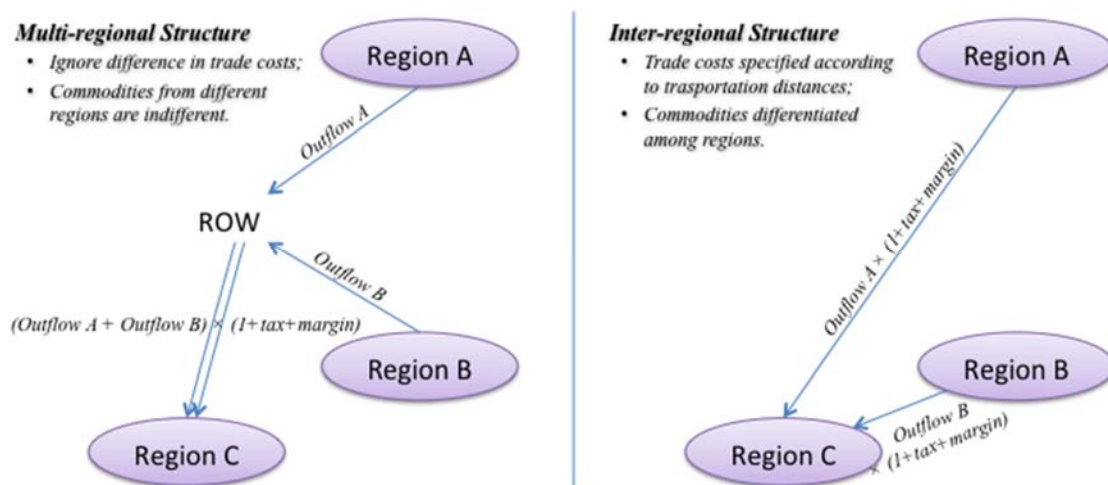 Multi-regional Structure
• Ignore difference in trade costs;
• Commodities from different
regions are indifferent.
Region A
Outflow A
ROW
Outflow B
(Outflow A + Outflow B) × (1+tax+margin)
Region B
Region C
Inter-regional Structure
• Trade costs specified according
to trasportation distances;
• Commodities differentiated
among regions.
Region A
Outflow A × (1+tax+margin)
Region B
Outflow B
× (1+tax+margin)
Region C